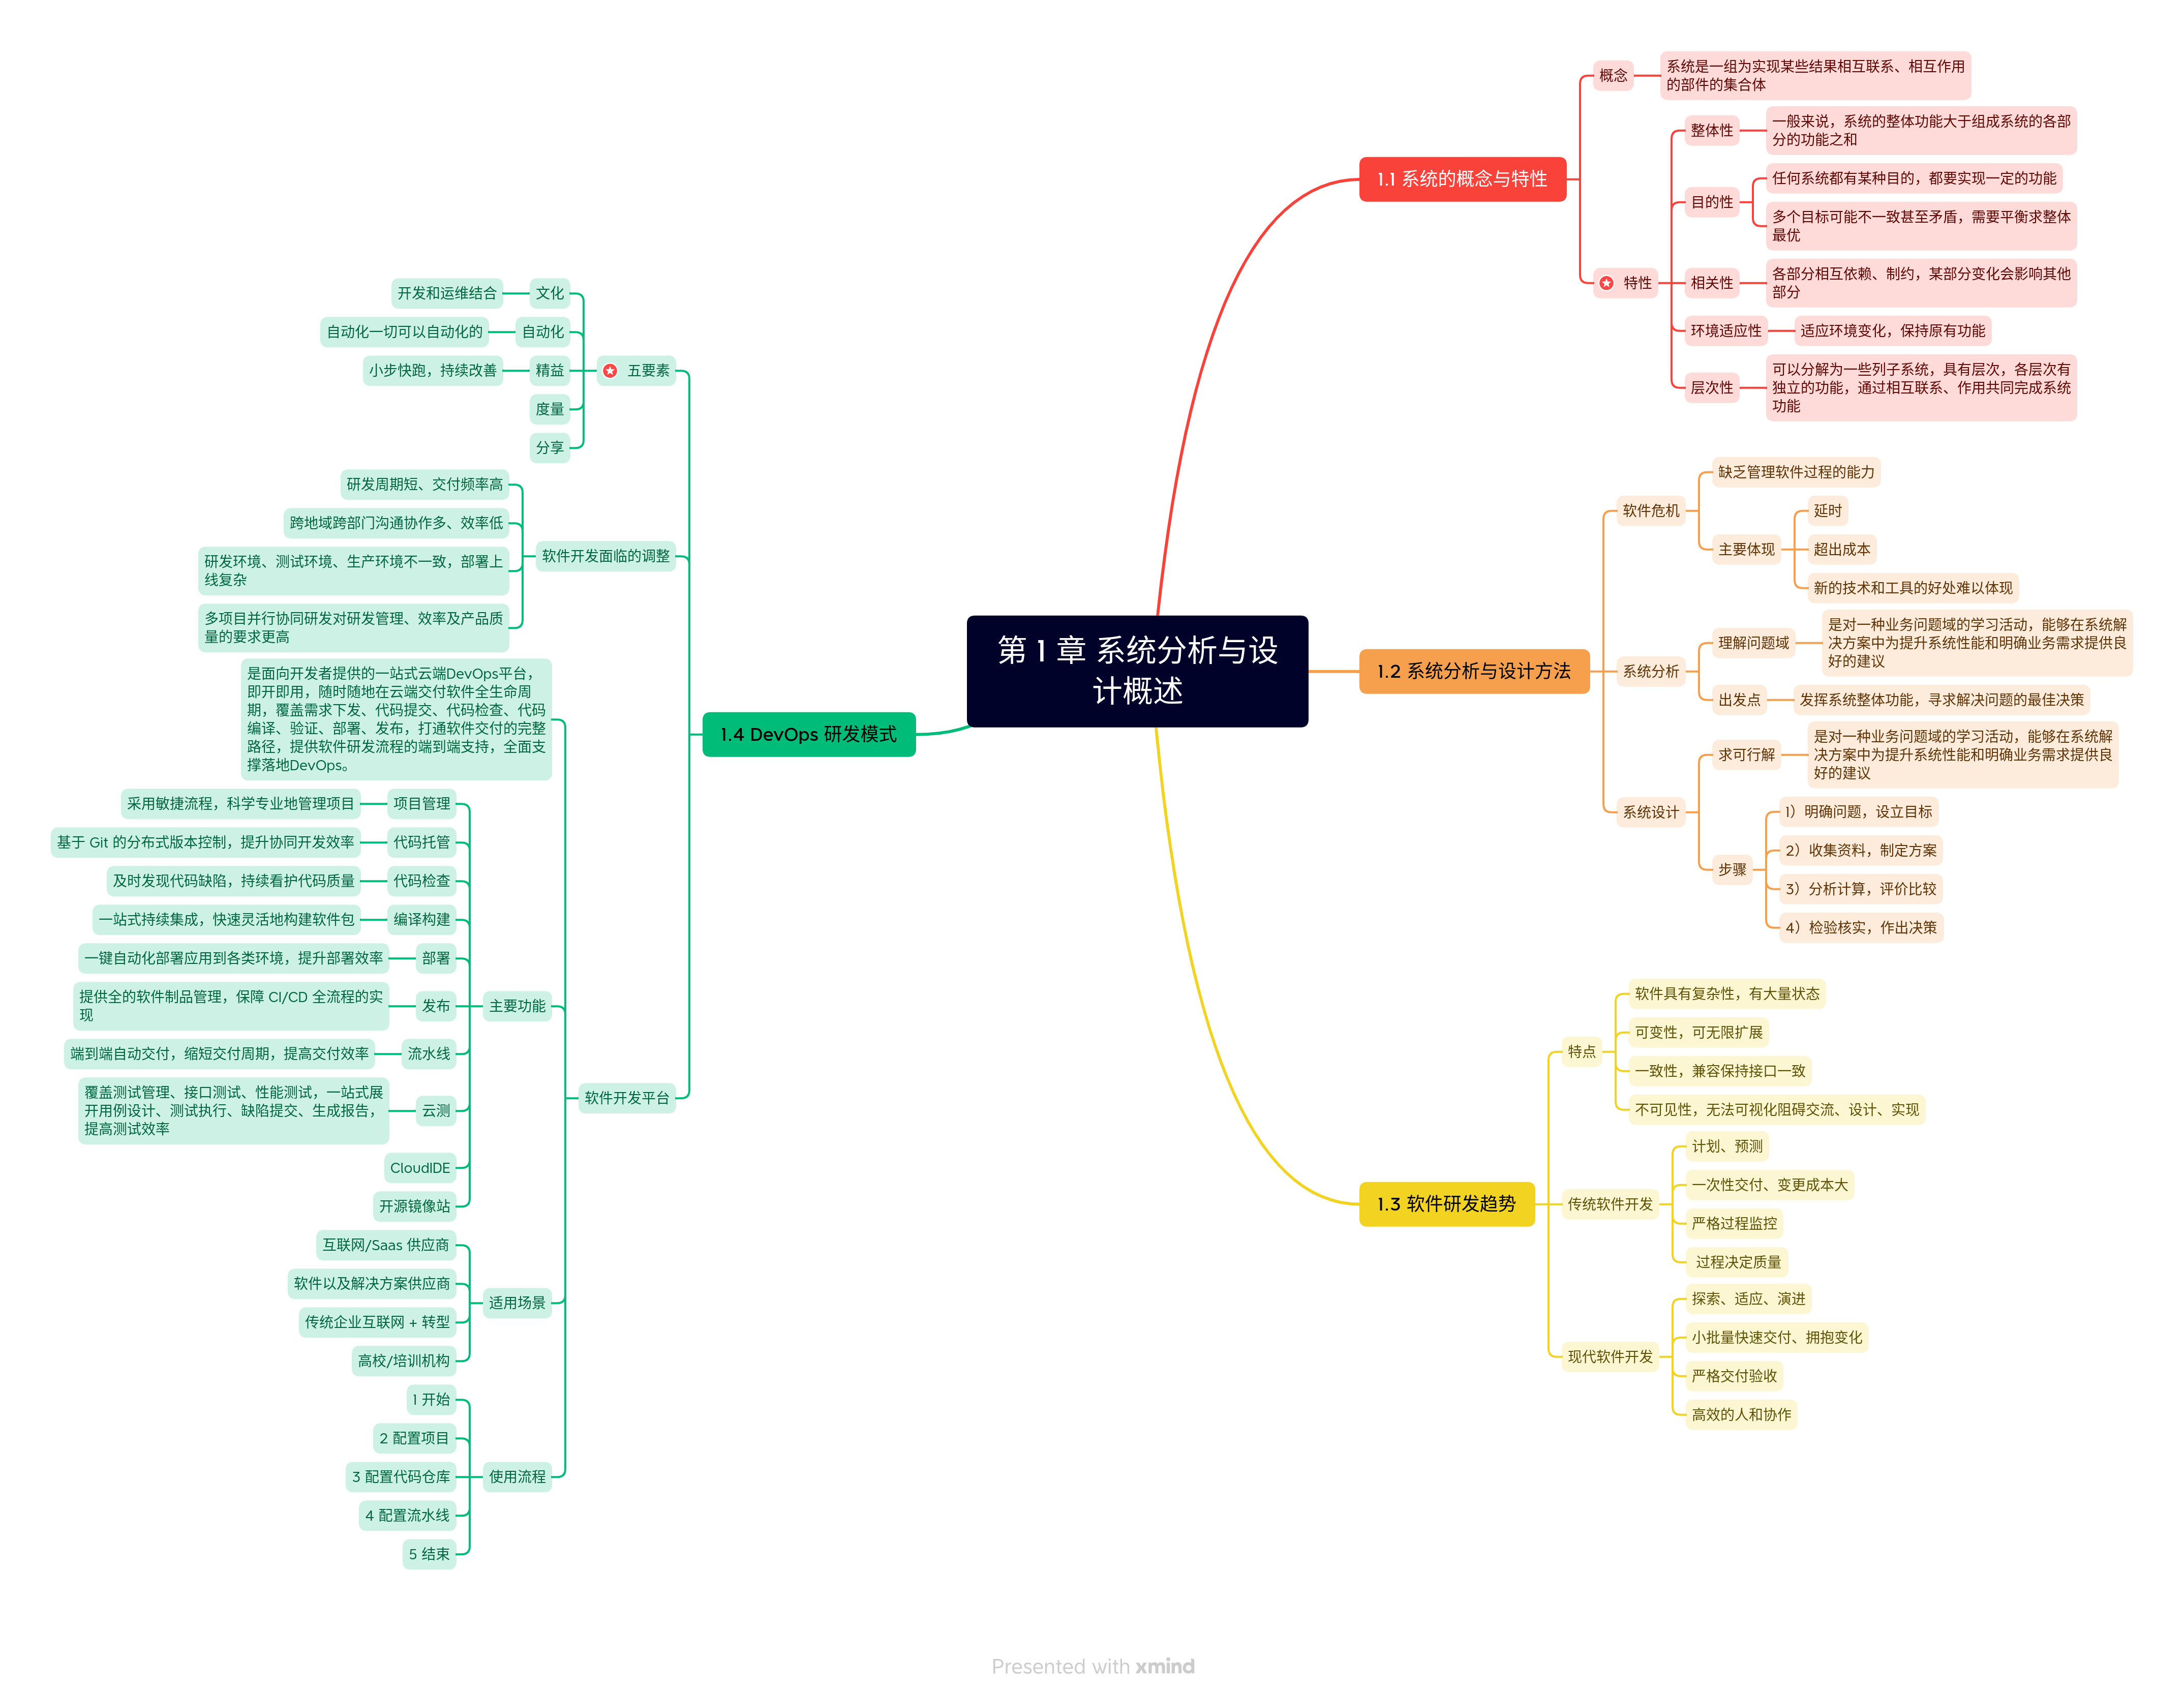 第 1 章 系统分析与设
计概述
1.1 系统的概念与特性
概念
系统是一组为实现某些结果相互联系、相互作用
的部件的集合体
特性
整体性
一般来说，系统的整体功能大于组成系统的各部
分的功能之和
目的性
任何系统都有某种目的，都要实现一定的功能
多个目标可能不一致甚至矛盾，需要平衡求整体
最优
相关性
各部分相互依赖、制约，某部分变化会影响其他
部分
环境适应性
适应环境变化，保持原有功能
层次性
可以分解为一些列子系统，具有层次，各层次有
独立的功能，通过相互联系、作用共同完成系统
功能
1.2 系统分析与设计方法
软件危机
缺乏管理软件过程的能力
主要体现
延时
超出成本
新的技术和工具的好处难以体现
系统分析
理解问题域
是对一种业务问题域的学习活动，能够在系统解
决方案中为提升系统性能和明确业务需求提供良
好的建议
出发点
发挥系统整体功能，寻求解决问题的最佳决策
系统设计
求可行解
是对一种业务问题域的学习活动，能够在系统解
决方案中为提升系统性能和明确业务需求提供良
好的建议
步骤
1）明确问题，设立目标
2）收集资料，制定方案
3）分析计算，评价比较
4）检验核实，作出决策
1.3 软件研发趋势
特点
软件具有复杂性，有大量状态
可变性，可无限扩展
一致性，兼容保持接口一致
不可见性，无法可视化阻碍交流、设计、实现
传统软件开发
计划、预测
一次性交付、变更成本大
严格过程监控
过程决定质量
现代软件开发
探索、适应、演进
小批量快速交付、拥抱变化
严格交付验收
高效的人和协作
1.4 DevOps 研发模式
五要素
文化
开发和运维结合
自动化
自动化一切可以自动化的
精益
小步快跑，持续改善
度量
分享
软件开发面临的调整
研发周期短、交付频率高
跨地域跨部门沟通协作多、效率低
研发环境、测试环境、生产环境不一致，部署上
线复杂
多项目并行协同研发对研发管理、效率及产品质
量的要求更高
软件开发平台
是面向开发者提供的一站式云端DevOps平台，
即开即用，随时随地在云端交付软件全生命周
期，覆盖需求下发、代码提交、代码检查、代码
编译、验证、部署、发布，打通软件交付的完整
路径，提供软件研发流程的端到端支持，全面支
撑落地DevOps。
主要功能
项目管理
采用敏捷流程，科学专业地管理项目
代码托管
基于 Git 的分布式版本控制，提升协同开发效率
代码检查
及时发现代码缺陷，持续看护代码质量
编译构建
一站式持续集成，快速灵活地构建软件包
部署
一键自动化部署应用到各类环境，提升部署效率
发布
提供全的软件制品管理，保障 CI/CD 全流程的实
现
流水线
端到端自动交付，缩短交付周期，提高交付效率
云测
覆盖测试管理、接口测试、性能测试，一站式展
开用例设计、测试执行、缺陷提交、生成报告，
提高测试效率
CloudIDE
开源镜像站
适用场景
互联网/Saas 供应商
软件以及解决方案供应商
传统企业互联网 + 转型
高校/培训机构
使用流程
1 开始
2 配置项目
3 配置代码仓库
4 配置流水线
5 结束
Presented with xmind